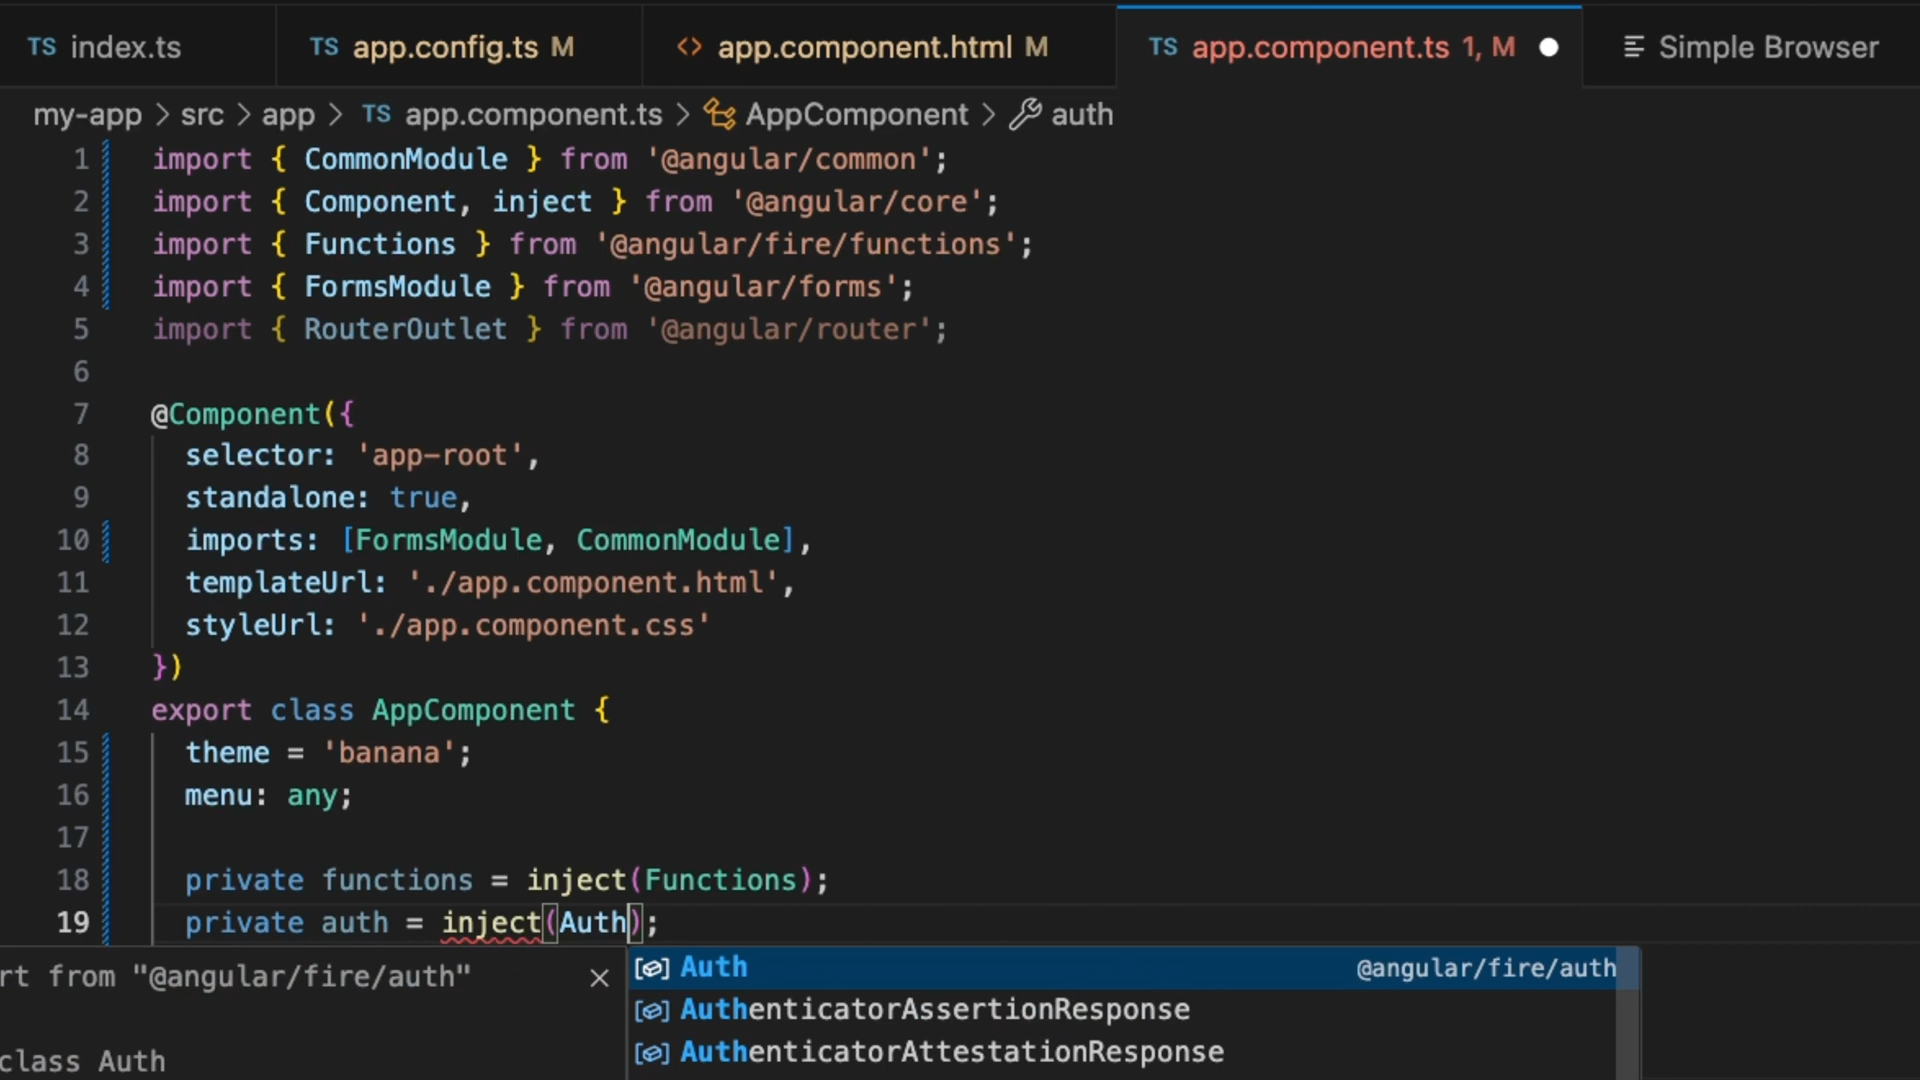 TS index.ts TS app.config.ts M <> app.component.html M TS app.component.ts 1, M Simple Browser
my-app > src > app > TS app.component.ts > AppComponent > auth
1 import { CommonModule } from '@angular/common';
2 import { Component, inject } from '@angular/core';
3 import { Functions } from '@angular/fire/functions';
4 import { FormsModule } from '@angular/forms';
5 import { RouterOutlet } from '@angular/router';
6
7 @Component({
8 selector: 'app-root',
9 standalone: true,
10 imports: [FormsModule, CommonModule],
11 templateUrl: './app.component.html',
12 styleUrl: './app.component.css'
13 })
14 export class AppComponent {
15 theme = 'banana';
16 menu: any;
17
18 private functions = inject(Functions);
19 private auth = inject(Auth);
rt from "@angular/fire/auth"
class Auth
Auth @angular/fire/auth
AuthenticatorAssertionResponse
AuthenticatorAttestationResponse